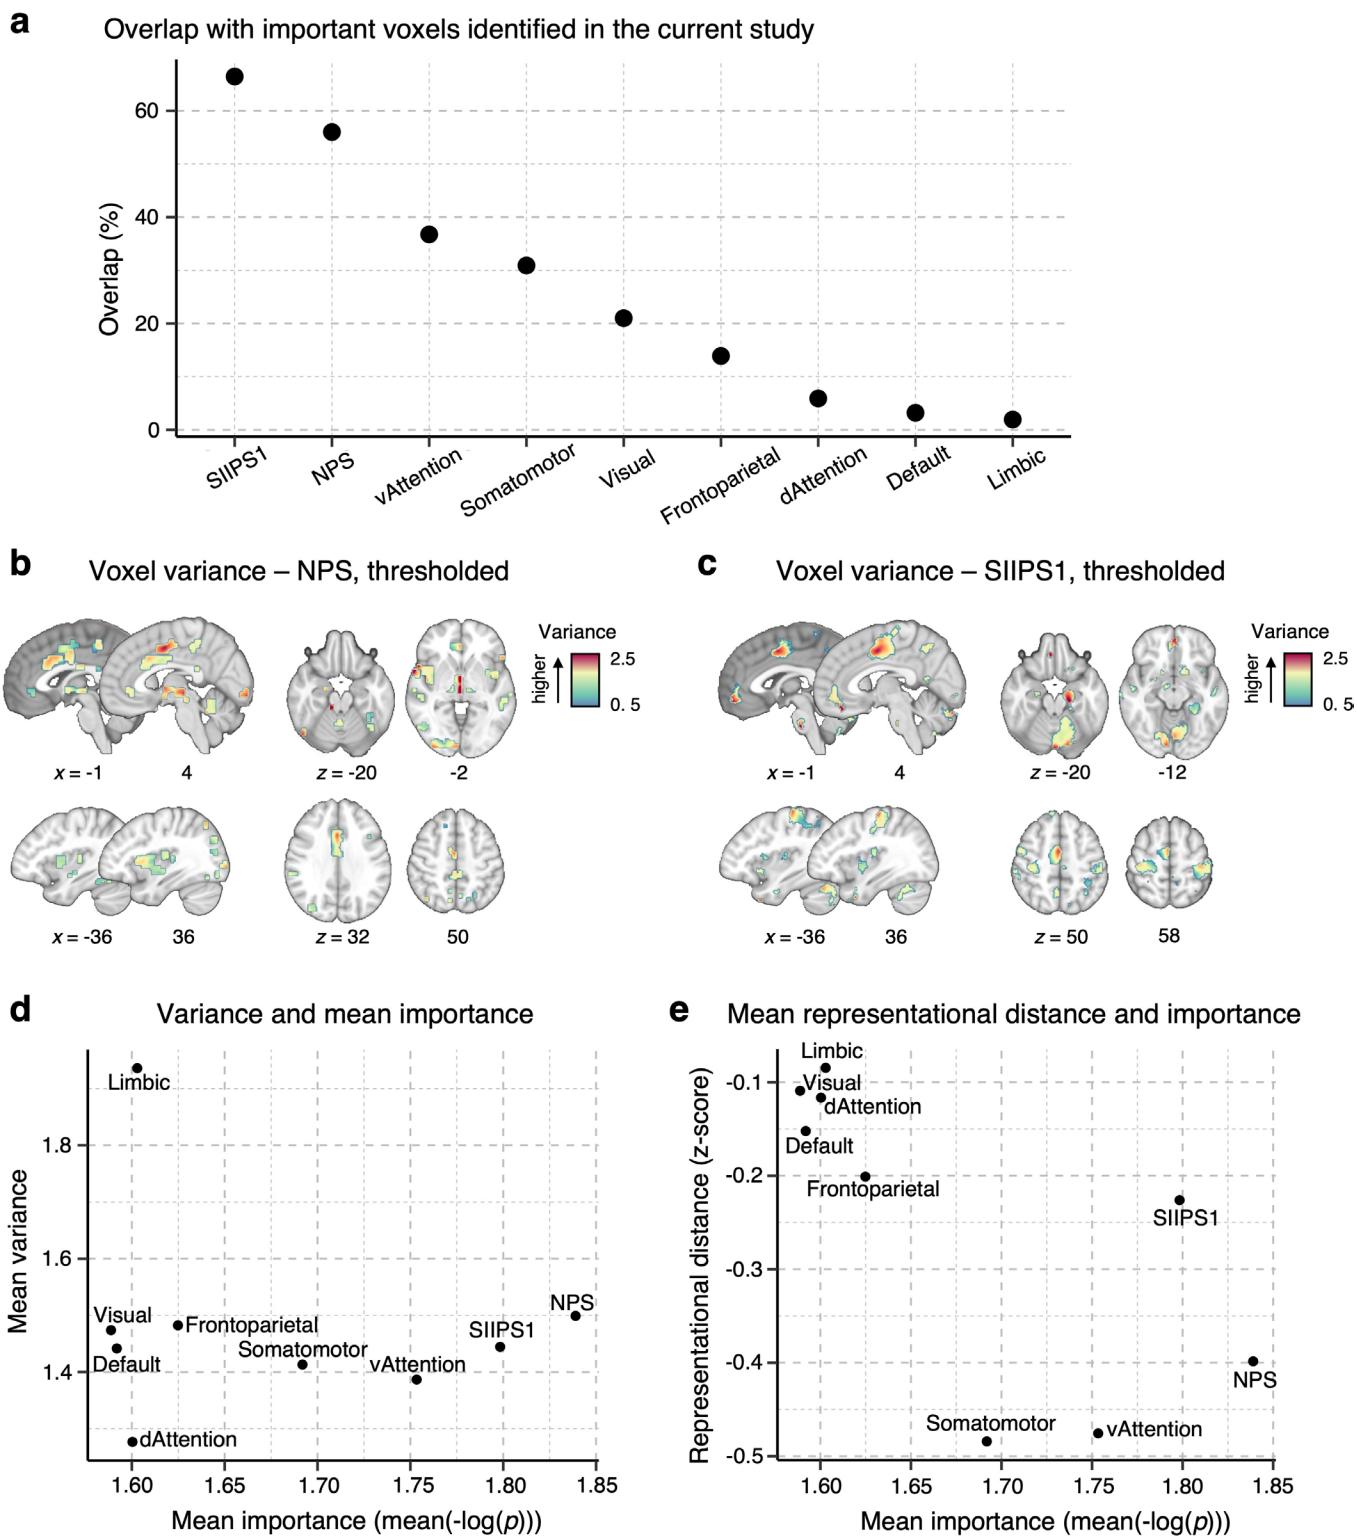 a
Overlap with important voxels identified in the current study
Overlap (%)
60
40
20
0
SIIPS1
NPS
vAttention
Somatomotor
Visual
Frontoparietal
dAttention
Default
Limbic
b
Voxel variance – NPS, thresholded
Variance
higher
2.5
0. 5
x = -1
4
z = -20
-2
x = -36
36
z = 32
50
c
Voxel variance – SIIPS1, thresholded
Variance
higher
2.5
0. 5
x = -1
4
z = -20
-12
x = -36
36
z = 50
58
d
Variance and mean importance
Mean variance
1.8
1.6
1.4
Limbic
Visual
Default
Frontoparietal
Somatomotor
vAttention
SIIPS1
NPS
dAttention
1.60
1.65
1.70
1.75
1.80
1.85
Mean importance (mean(-log(p)))
e
Mean representational distance and importance
Representational distance (z-score)
-0.1
-0.2
-0.3
-0.4
-0.5
Limbic
Visual
dAttention
Default
Frontoparietal
SIIPS1
NPS
Somatomotor
vAttention
1.60
1.65
1.70
1.75
1.80
1.85
Mean importance (mean(-log(p)))